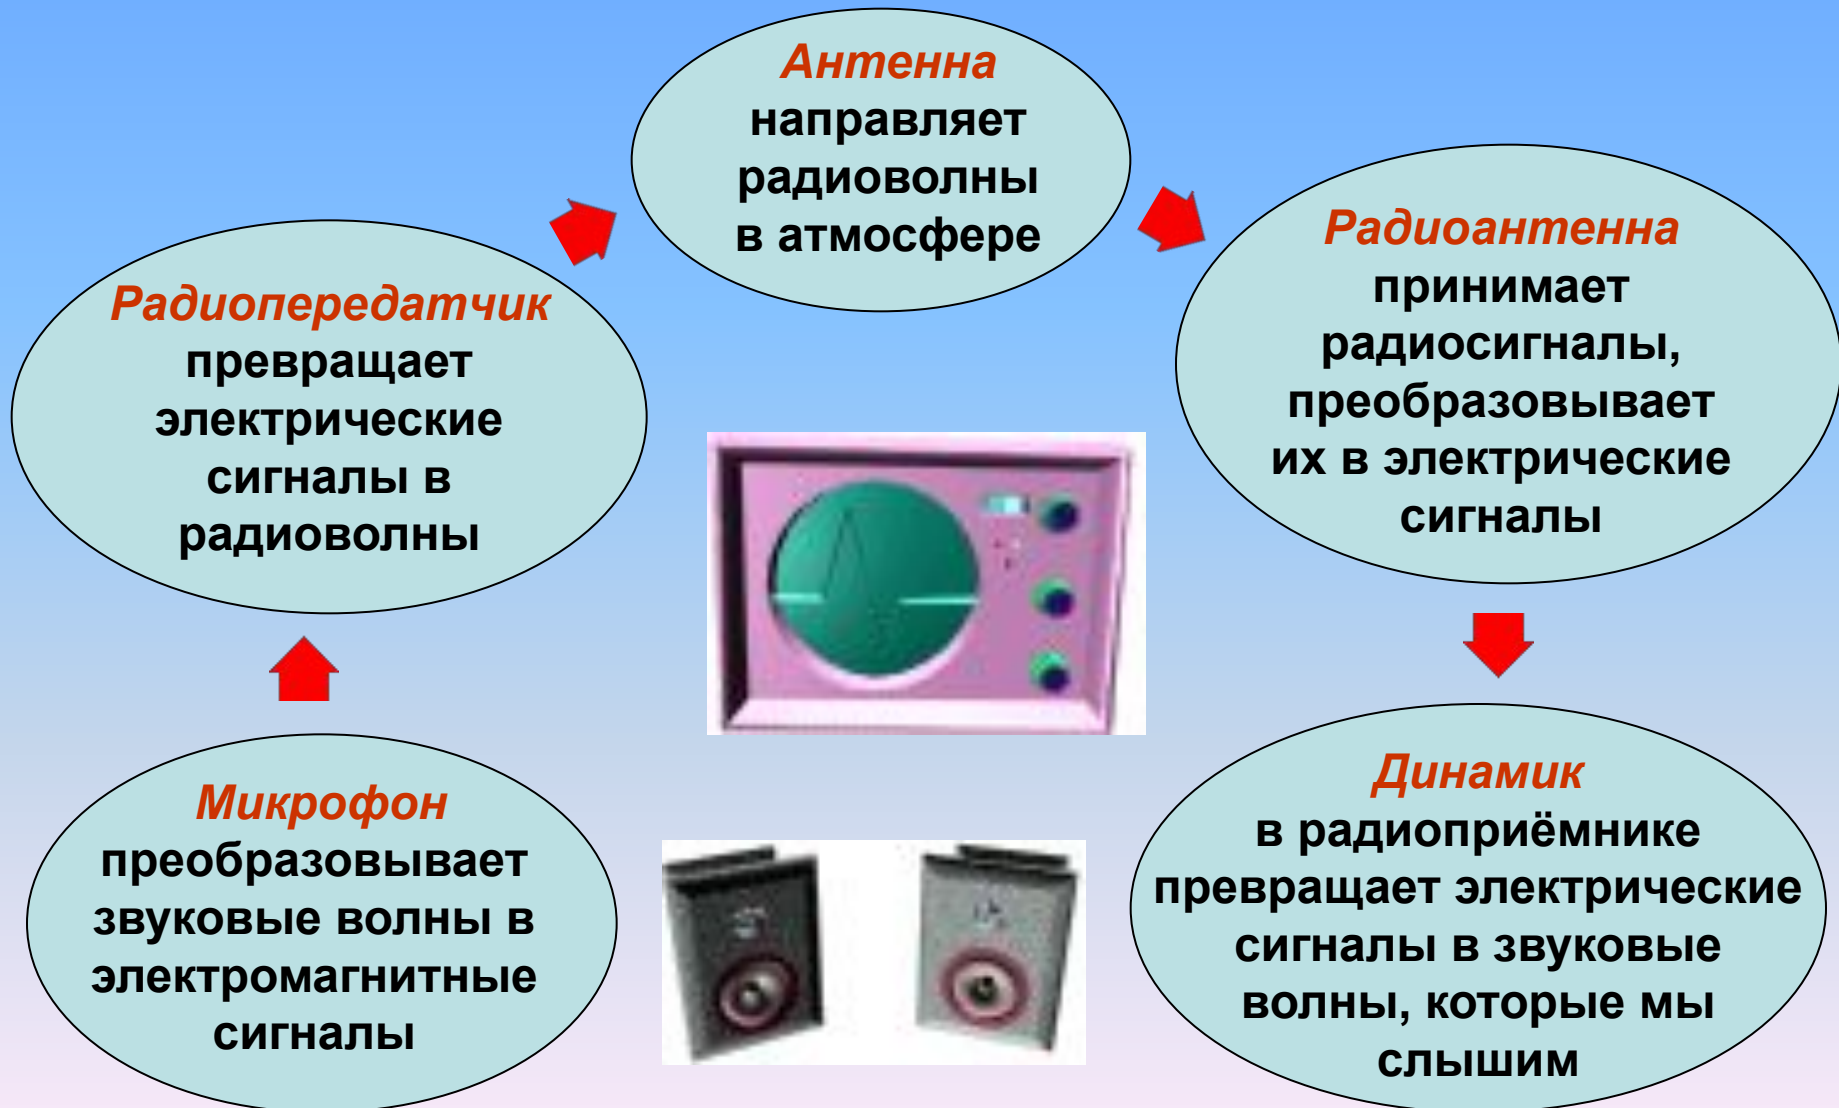 Антенна
направляет
радиоволны
в атмосфере
Радиопередатчик
превращает
электрические
сигналы в
радиоволны
Радиоантенна
принимает
радиосигналы,
преобразовывает
их в электрические
сигналы
Микрофон
преобразовывает
звуковые волны в
электромагнитные
сигналы
Динамик
в радиоприёмнике
превращает электрические
сигналы в звуковые
волны, которые мы
слышим